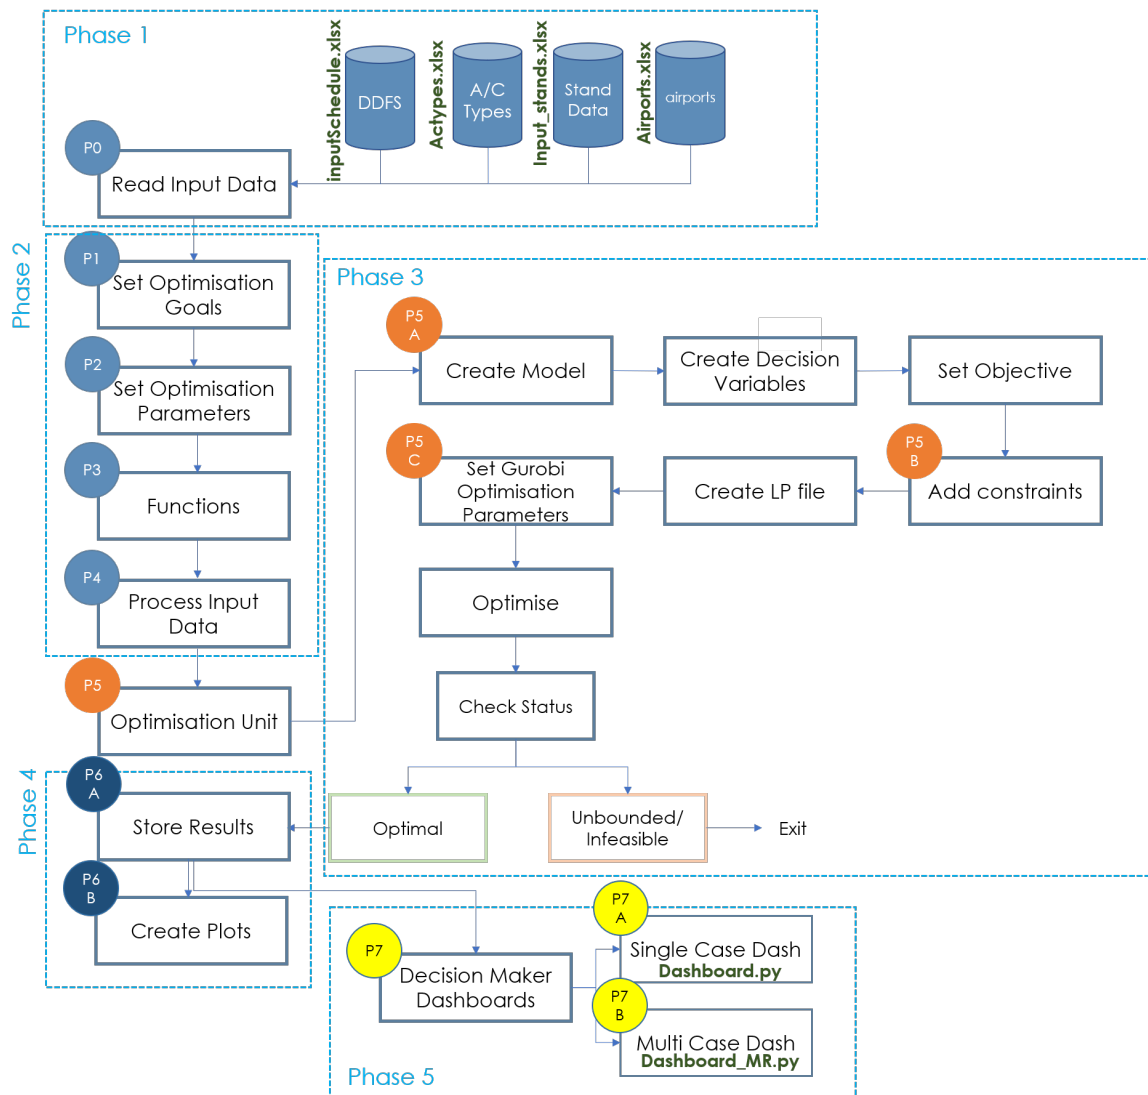 Phase 1
inputSchedule.xlsx
DDFS
Actypes.xlsx
A/C
Types
Input_stands.xlsx
Stand
Data
Airports.xlsx
airports
P0
Read Input Data
Phase 2
P1
Set Optimisation
Goals
P2
Set Optimisation
Parameters
P3
Functions
P4
Process Input
Data
P5
Optimisation Unit
Phase 3
P5
A
Create Model
Create Decision
Variables
Set Objective
P5
B
Add constraints
Create LP file
P5
C
Set Gurobi
Optimisation
Parameters
Optimise
Check Status
Optimal
Unbounded/
Infeasible
Exit
Phase 4
P6
A
Store Results
P6
B
Create Plots
P7
Decision Maker
Dashboards
P7
A
Single Case Dash
Dashboard.py
P7
B
Multi Case Dash
Dashboard_MR.py
Phase 5